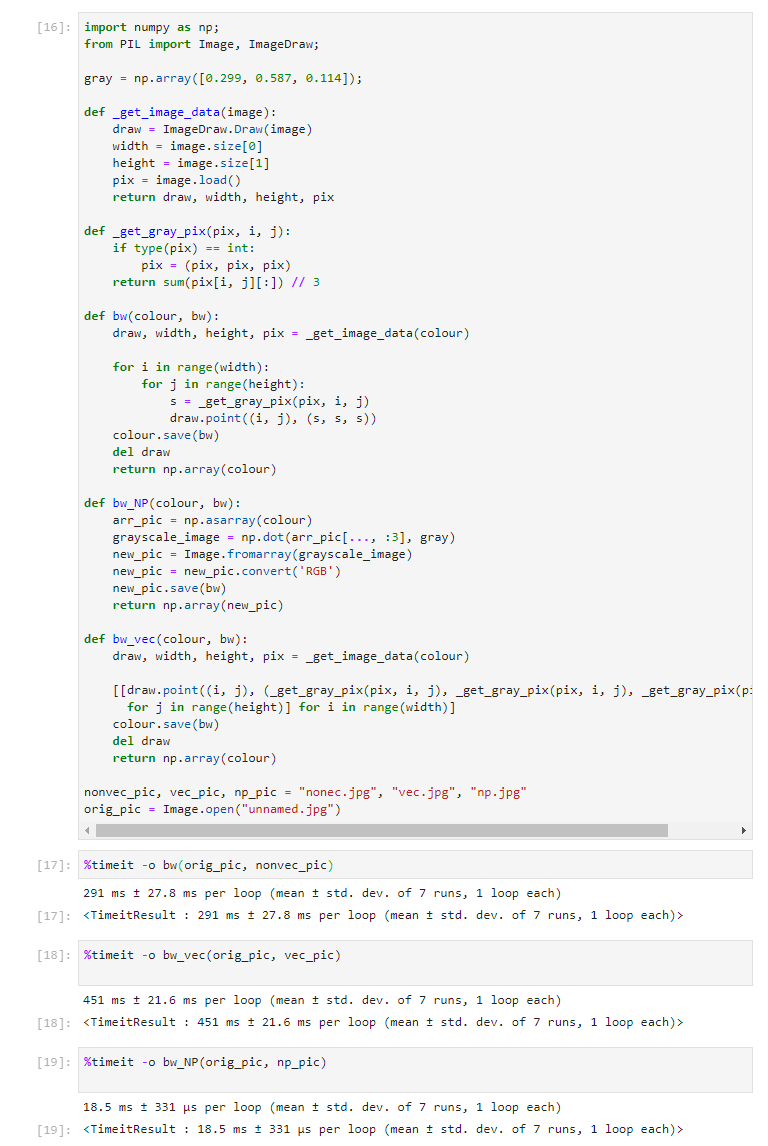 [16]: import numpy as np;
from PIL import Image, ImageDraw;
gray = np.array([0.299, 0.587, 0.114]);
def _get_image_data(image):
draw = ImageDraw.Draw(image)
width = image.size[0]
height = image.size[1]
pix = image.load()
return draw, width, height, pix
def _get_gray_pix(pix, i, j):
if type(pix) == int:
pix = (pix, pix, pix)
return sum(pix[i, j][:]) // 3
def bw(colour, bw):
draw, width, height, pix = _get_image_data(colour)
for i in range(width):
for j in range(height):
s = _get_gray_pix(pix, i, j)
draw.point((i, j), (s, s, s))
colour.save(bw)
del draw
return np.array(colour)
def bw_NP(colour, bw):
arr_pic = np.asarray(colour)
grayscale_image = np.dot(arr_pic[..., :3], gray)
new_pic = Image.fromarray(grayscale_image)
new_pic = new_pic.convert('RGB')
new_pic.save(bw)
return np.array(new_pic)
def bw_vec(colour, bw):
draw, width, height, pix = _get_image_data(colour)
[[draw.point((i, j), (_get_gray_pix(pix, i, j), _get_gray_pix(pix, i, j), _get_gray_pix(pi
for j in range(height)] for i in range(width)]
colour.save(bw)
del draw
return np.array(colour)
nonvec_pic, vec_pic, np_pic = "nonec.jpg", "vec.jpg", "np.jpg"
orig_pic = Image.open("unnamed.jpg")
[17]: %timeit -o bw(orig_pic, nonvec_pic)
291 ms ± 27.8 ms per loop (mean ± std. dev. of 7 runs, 1 loop each)
[17]: <TimeitResult : 291 ms ± 27.8 ms per loop (mean ± std. dev. of 7 runs, 1 loop each)>
[18]: %timeit -o bw_vec(orig_pic, vec_pic)
451 ms ± 21.6 ms per loop (mean ± std. dev. of 7 runs, 1 loop each)
[18]: <TimeitResult : 451 ms ± 21.6 ms per loop (mean ± std. dev. of 7 runs, 1 loop each)>
[19]: %timeit -o bw_NP(orig_pic, np_pic)
18.5 ms ± 331 µs per loop (mean ± std. dev. of 7 runs, 1 loop each)
[19]: <TimeitResult : 18.5 ms ± 331 µs per loop (mean ± std. dev. of 7 runs, 1 loop each)>